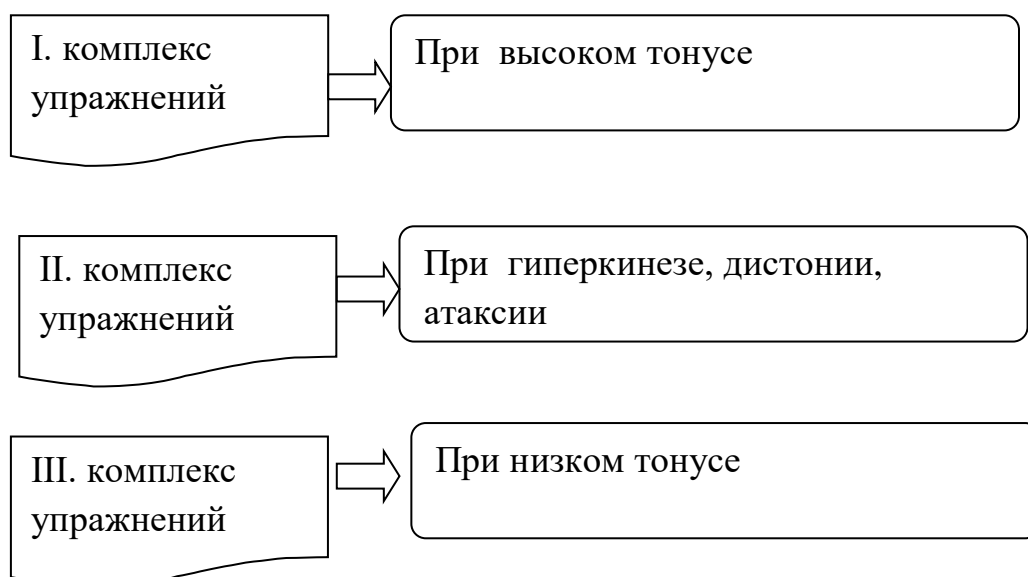 I. комплекс
упражнений
При высоком тонусе
II. комплекс
упражнений
При гиперкинезе, дистонии,
атаксии
III. комплекс
упражнений
При низком тонусе